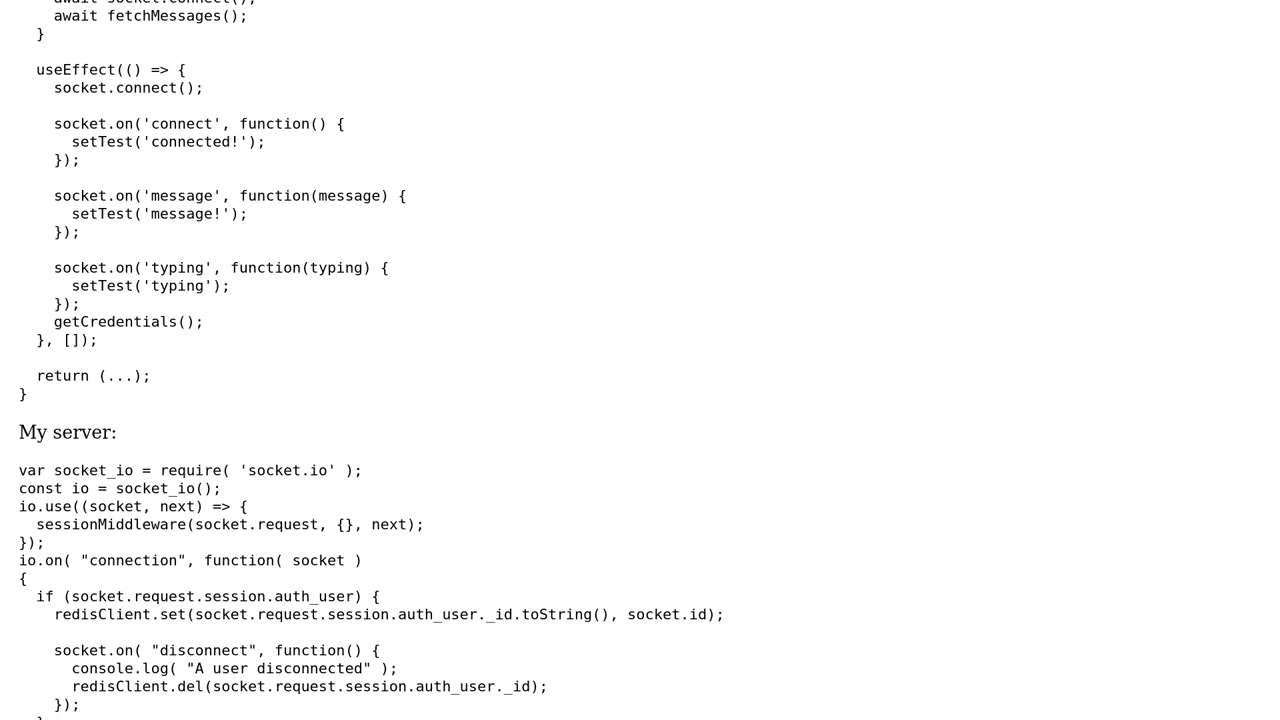 await socket.connect();
await fetchMessages();
}
useEffect(() => {
socket.connect();
socket.on('connect', function() {
setTest('connected!');
});
socket.on('message', function(message) {
setTest('message!');
});
socket.on('typing', function(typing) {
setTest('typing');
});
getCredentials();
}, []);
return (...);
}
My server:
var socket_io = require( 'socket.io' );
const io = socket_io();
io.use((socket, next) => {
sessionMiddleware(socket.request, {}, next);
});
io.on( "connection", function( socket )
{
if (socket.request.session.auth_user) {
redisClient.set(socket.request.session.auth_user._id.toString(), socket.id);
socket.on( "disconnect", function() {
console.log( "A user disconnected" );
redisClient.del(socket.request.session.auth_user._id);
});
}